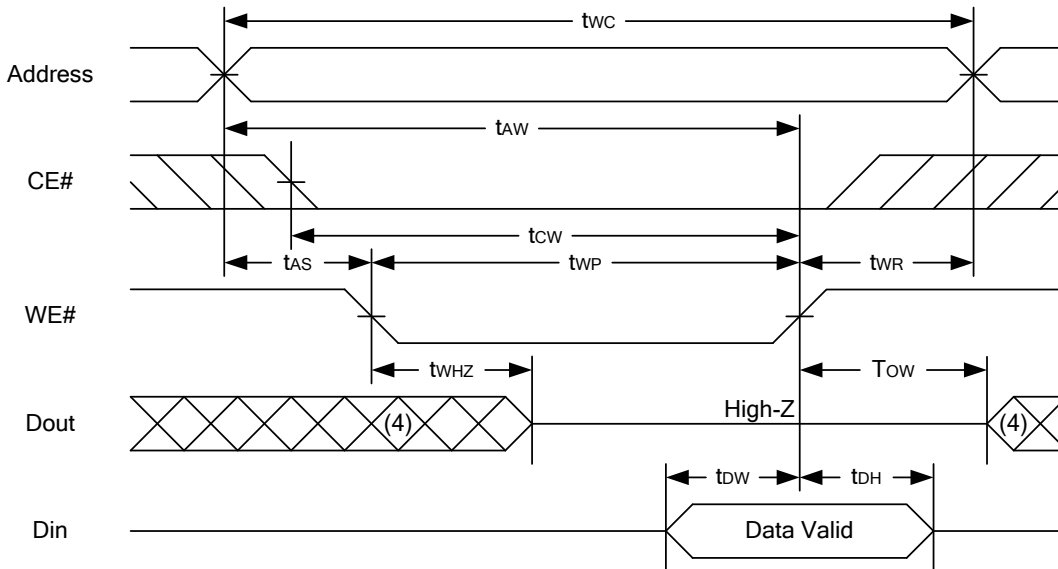 tWC
Address
tAW
CE#
tCW
tAS tWP tWR
WE#
tWHZ TOW
Dout (4) High-Z (4)
tDW tDH
Din Data Valid